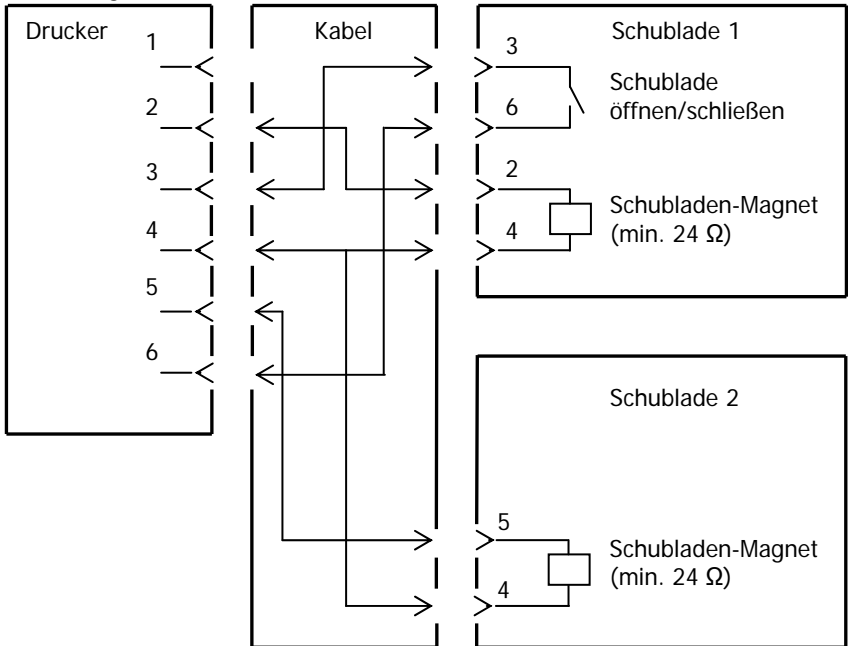 Drucker
Kabel
Schublade 1
1
2
3
4
5
6
3
Schublade
öffnen/schließen
6
2
Schubladen-Magnet
(min. 24 Ω)
4
Schublade 2
5
Schubladen-Magnet
(min. 24 Ω)
4